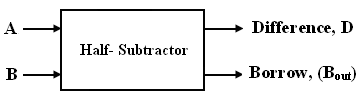 A
Difference, D
Half- Subtractor
B
Borrow, (Bout)